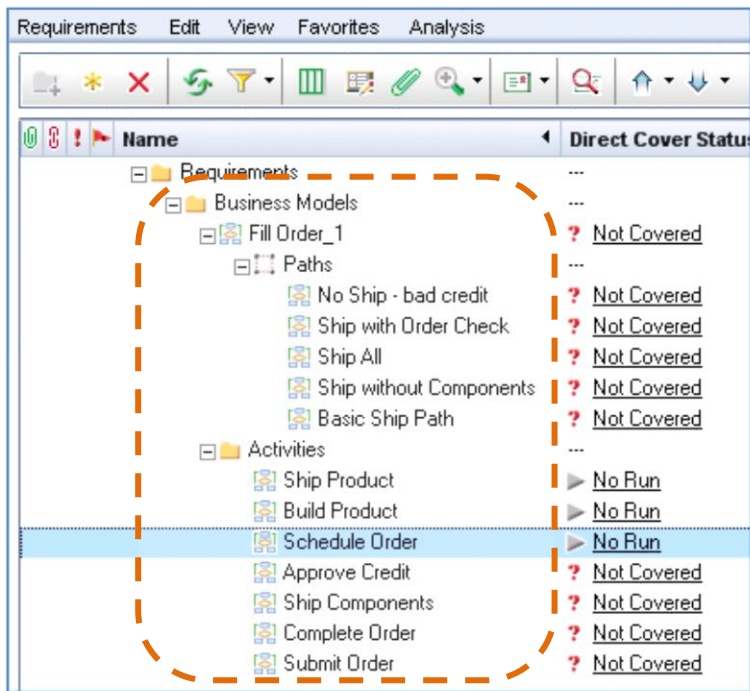 Requirements Edit View Favorites Analysis
Name Direct Cover Status
Requirements ---
Business Models ---
Fill Order_1 ? Not Covered
Paths ---
No Ship - bad credit ? Not Covered
Ship with Order Check ? Not Covered
Ship All ? Not Covered
Ship without Components ? Not Covered
Basic Ship Path ? Not Covered
Activities ---
Ship Product No Run
Build Product No Run
Schedule Order No Run
Approve Credit ? Not Covered
Ship Components ? Not Covered
Complete Order ? Not Covered
Submit Order ? Not Covered